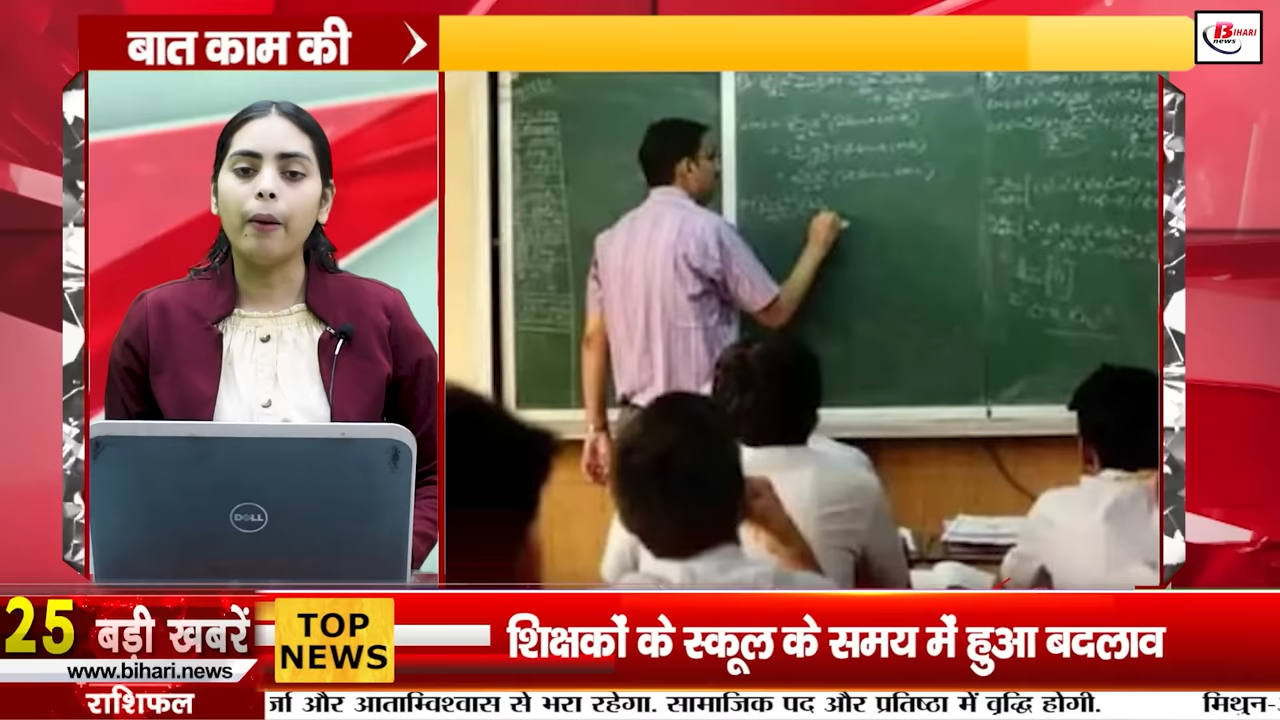 बात काम की
BIHARI
news
DELL
25 बड़ी खबरें
www.bihari.news
TOP
NEWS
शिक्षकों के स्कूल के समय में हुआ बदलाव
राशिफल
र्जा और आताम्विश्वास से भरा रहेगा. सामाजिक पद और प्रतिष्ठा में वृद्धि होगी.
मिथुन-